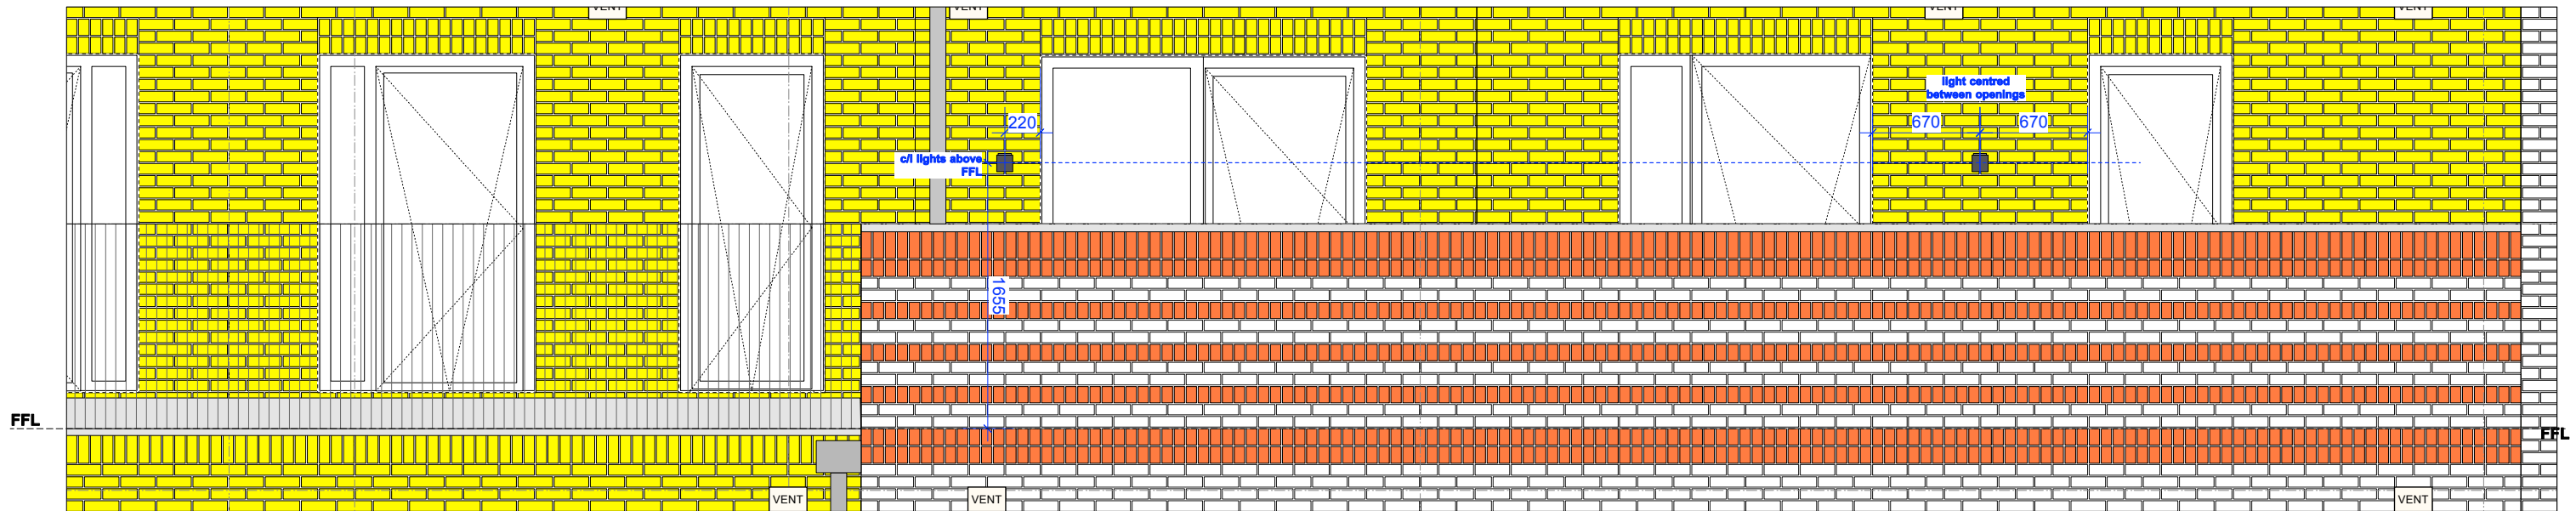 VENT
VENT
VENT
VENT
light centred
between openings
220
670
670
c/l lights above
FFL
1655
FFL
FFL
VENT
VENT
VENT